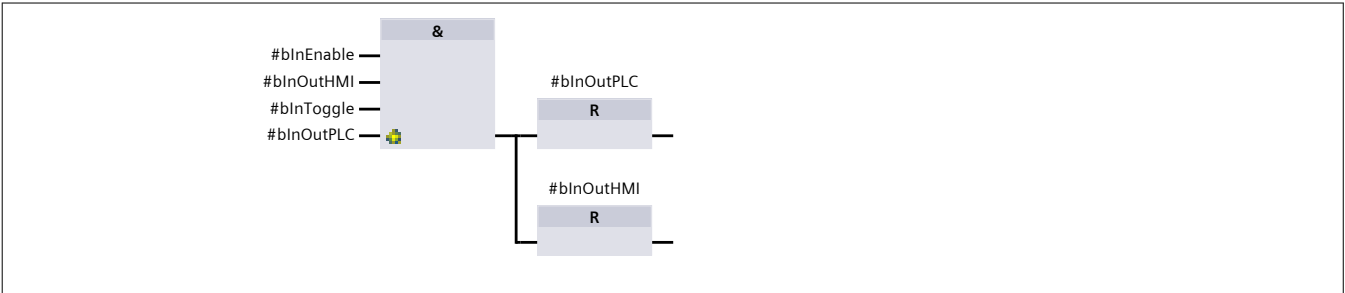 &
#bInEnable
#bInOutHMI
#bInToggle
#bInOutPLC
#bInOutPLC
R
#bInOutHMI
R